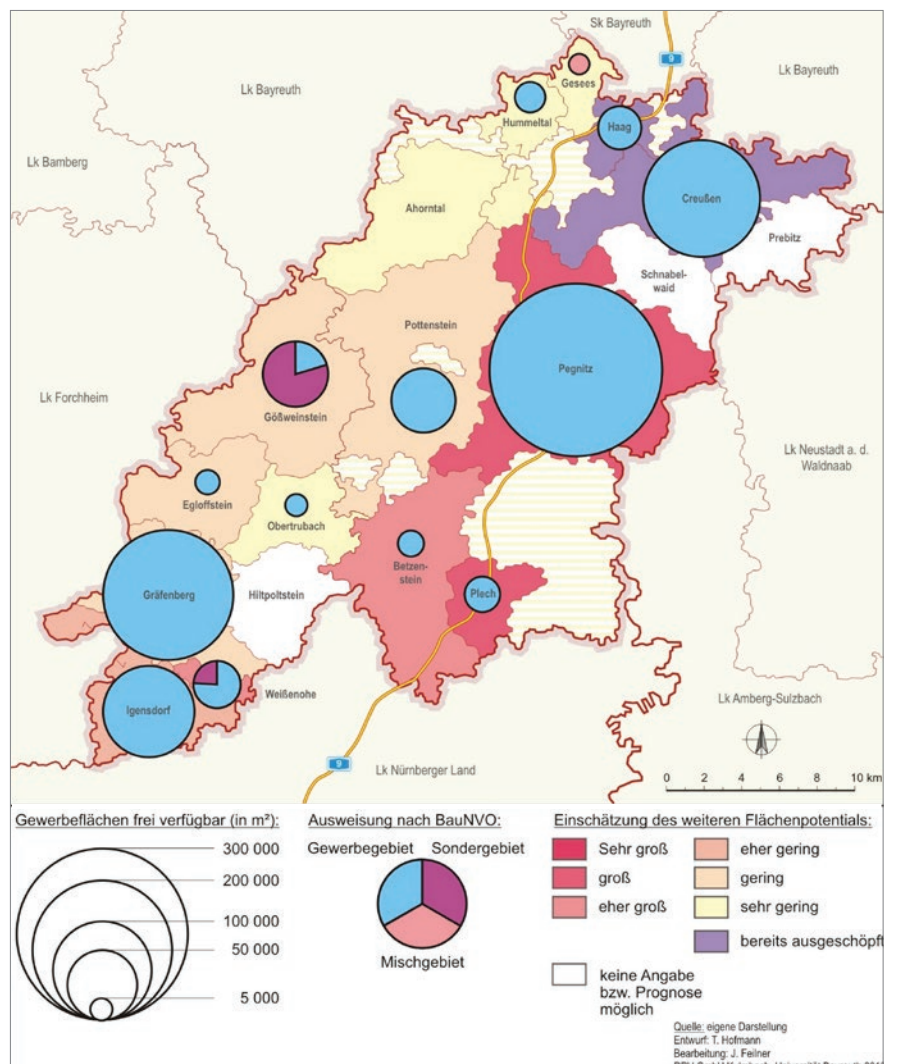 Sk Bayreuth
9
Lk Bayreuth
Gesees
Lk Bayreuth
Hummeltal
Haag
Lk Bamberg
Creußen
Ahorntal
Prebitz
Schnabel-
waid
Pottenstein
Pegnitz
Lk Forchheim
Gößweinstein
Lk Neustadt a. d.
Waldnaab
Egloffstein
Obertrubach
Betzen-
stein
Gräfenberg
Hiltpoltstein
Plech
Weißenohe
Igensdorf
Lk Amberg-Sulzbach
9
Lk Nürnberger Land
0 2 4 6 8 10 km
Gewerbeflächen frei verfügbar (in m²):
300 000
200 000
100 000
50 000
5 000
Ausweisung nach BauNVO:
Gewerbegebiet Sondergebiet
Mischgebiet
Einschätzung des weiteren Flächenpotentials:
Sehr groß
groß
eher groß
eher gering
gering
sehr gering
bereits ausgeschöpft
keine Angabe
bzw. Prognose
möglich
Quelle: eigene Darstellung
Entwurf: T. Hofmann
Bearbeitung: J. Feilner